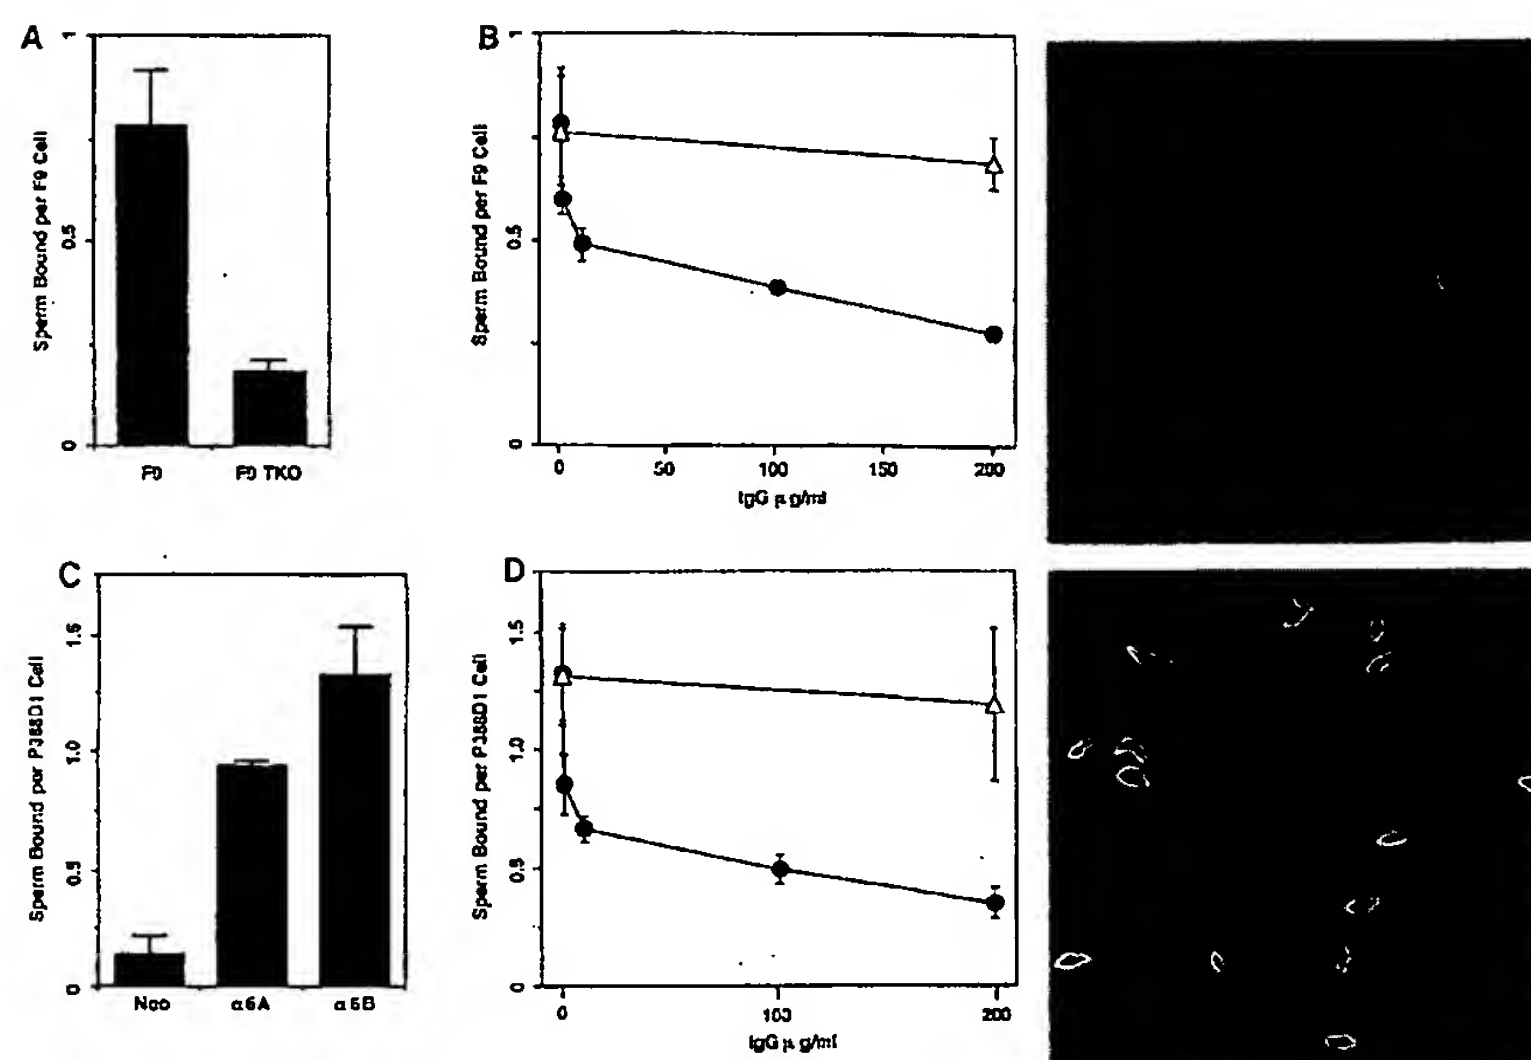 A
1
0.5
0
Sperm Bound per F9 Cell
F9
F9 TKO
B
1
0.5
0
Sperm Bound per F9 Cell
0
50
100
150
200
IgG μ g/ml
C
1.5
1.0
0.5
0
Sperm Bound per P388D1 Cell
Neo
α6A
α6B
D
1.5
1.0
0.5
0
Sperm Bound per P388D1 Cell
0
100
200
IgG μ g/ml